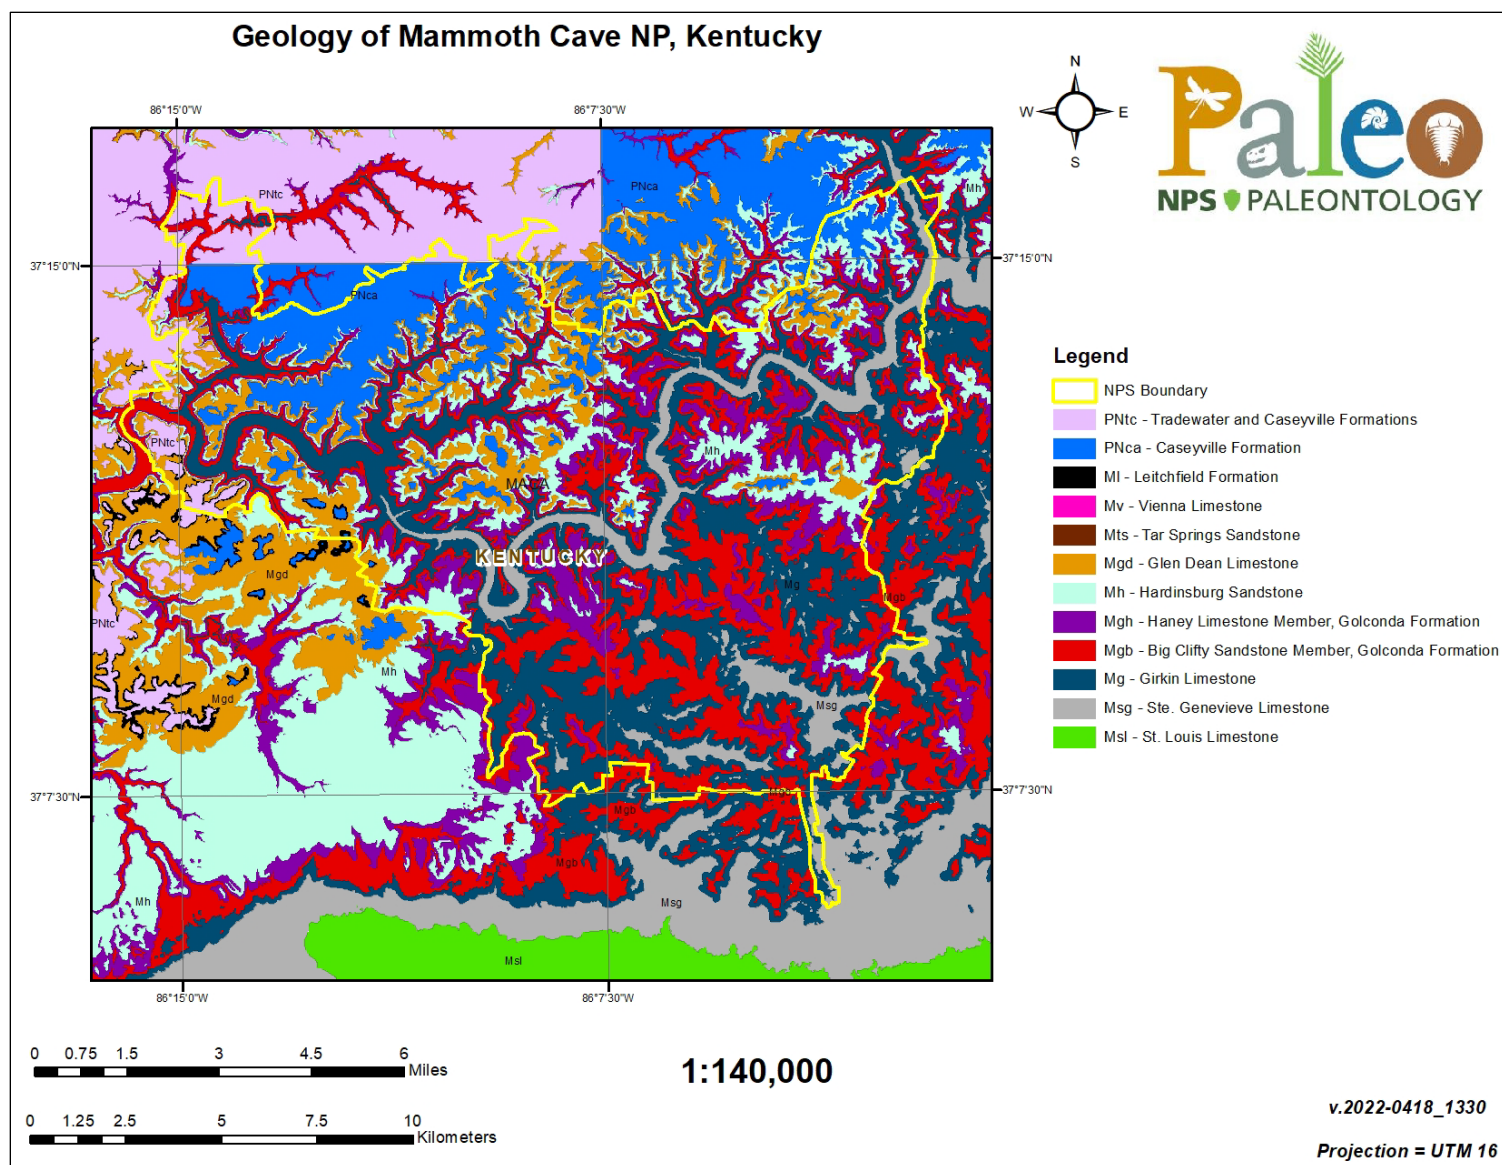 Geology of Mammoth Cave NP, Kentucky
N
W
E
S
Paleo
NPS PALEONTOLOGY
86°15'0"W
86°7'30"W
37°15'0"N
37°15'0"N
PNtc
PNca
Mh
PNca
PNtc
Mh
MACA
KENTUCKY
Mgd
Mg
Mgb
PNtc
Mh
Mgd
Msg
37°7'30"N
37°7'30"N
Mgb
Mgb
Mh
Msg
Msl
86°15'0"W
86°7'30"W
Legend
NPS Boundary
PNtc - Tradewater and Caseyville Formations
PNca - Caseyville Formation
Ml - Leitchfield Formation
Mv - Vienna Limestone
Mts - Tar Springs Sandstone
Mgd - Glen Dean Limestone
Mh - Hardinsburg Sandstone
Mgh - Haney Limestone Member, Golconda Formation
Mgb - Big Clifty Sandstone Member, Golconda Formation
Mg - Girkin Limestone
Msg - Ste. Genevieve Limestone
Msl - St. Louis Limestone
0 0.75 1.5 3 4.5 6
Miles
0 1.25 2.5 5 7.5 10
Kilometers
1:140,000
v.2022-0418_1330
Projection = UTM 16